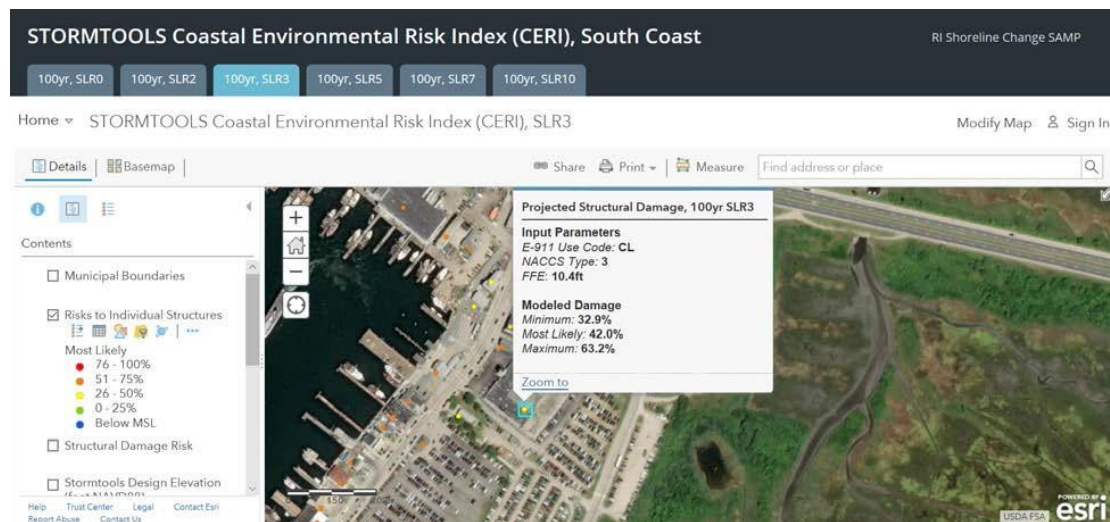 STORMTOOLS Coastal Environmental Risk Index (CERI), South Coast
RI Shoreline Change SAMP
100yr, SLR0
100yr, SLR2
100yr, SLR3
100yr, SLR5
100yr, SLR7
100yr, SLR10
Home
STORMTOOLS Coastal Environmental Risk Index (CERI), SLR3
Modify Map
Sign In
Details
Basemap
Share
Print
Measure
Find address or place
Contents
Municipal Boundaries
Risks to Individual Structures
Most Likely
76 - 100%
51 - 75%
26 - 50%
0 - 25%
Below MSL
Structural Damage Risk
Stormtools Design Elevation
Help
Trust Center
Legal
Contact Esri
Report Abuse
Contact Us
Projected Structural Damage, 100yr SLR3
Input Parameters
E-911 Use Code: CL
NACCS Type: 3
FFE: 10.4ft
Modeled Damage
Minimum: 32.9%
Most Likely: 42.0%
Maximum: 63.2%
Zoom to
USDA FSA
POWERED BY
esri